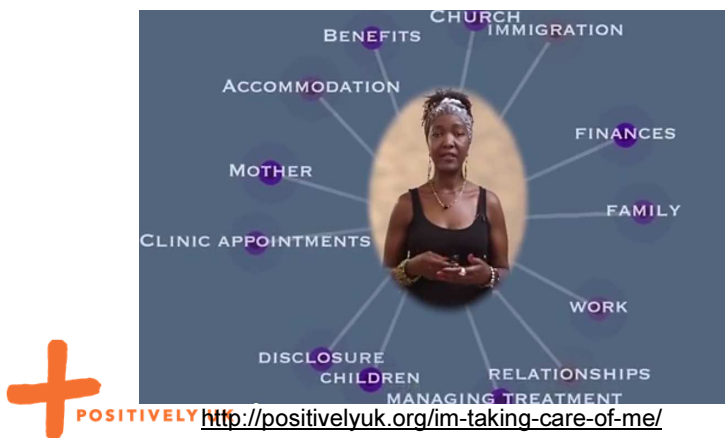 CHURCH
BENEFITS
IMMIGRATION
ACCOMMODATION
FINANCES
MOTHER
FAMILY
CLINIC APPOINTMENTS
WORK
DISCLOSURE
RELATIONSHIPS
CHILDREN
MANAGING TREATMENT
POSITIVELY
http://positivelyuk.org/im-taking-care-of-me/